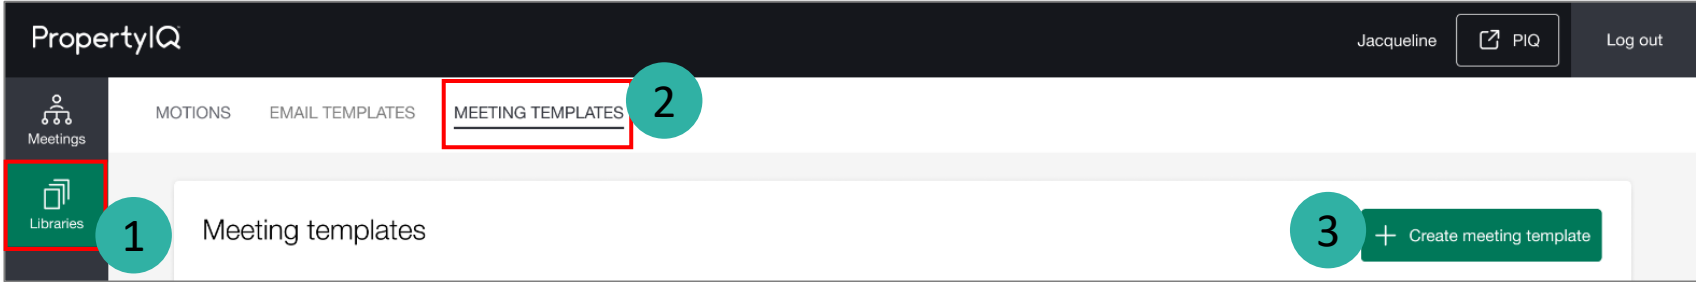 PropertyIQ
Jacqueline
PIQ
Log out
Meetings
MOTIONS
EMAIL TEMPLATES
MEETING TEMPLATES
2
Libraries
1
Meeting templates
3
+ Create meeting template